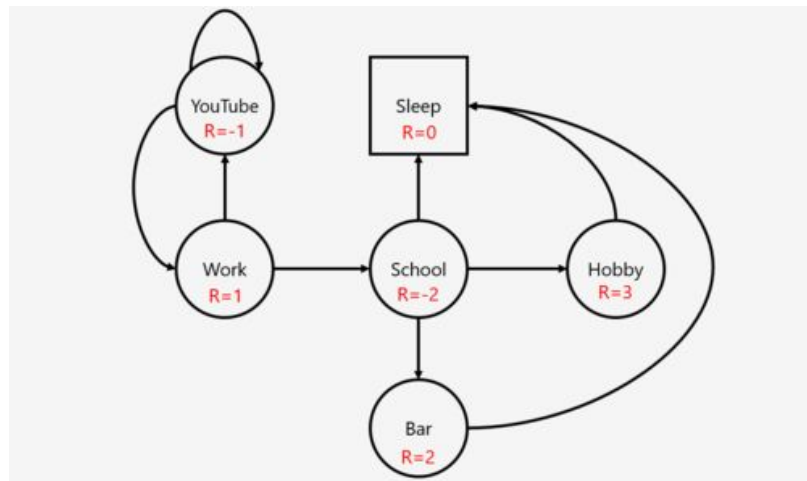 YouTube
R=-1
Sleep
R=0
Work
R=1
School
R=-2
Hobby
R=3
Bar
R=2